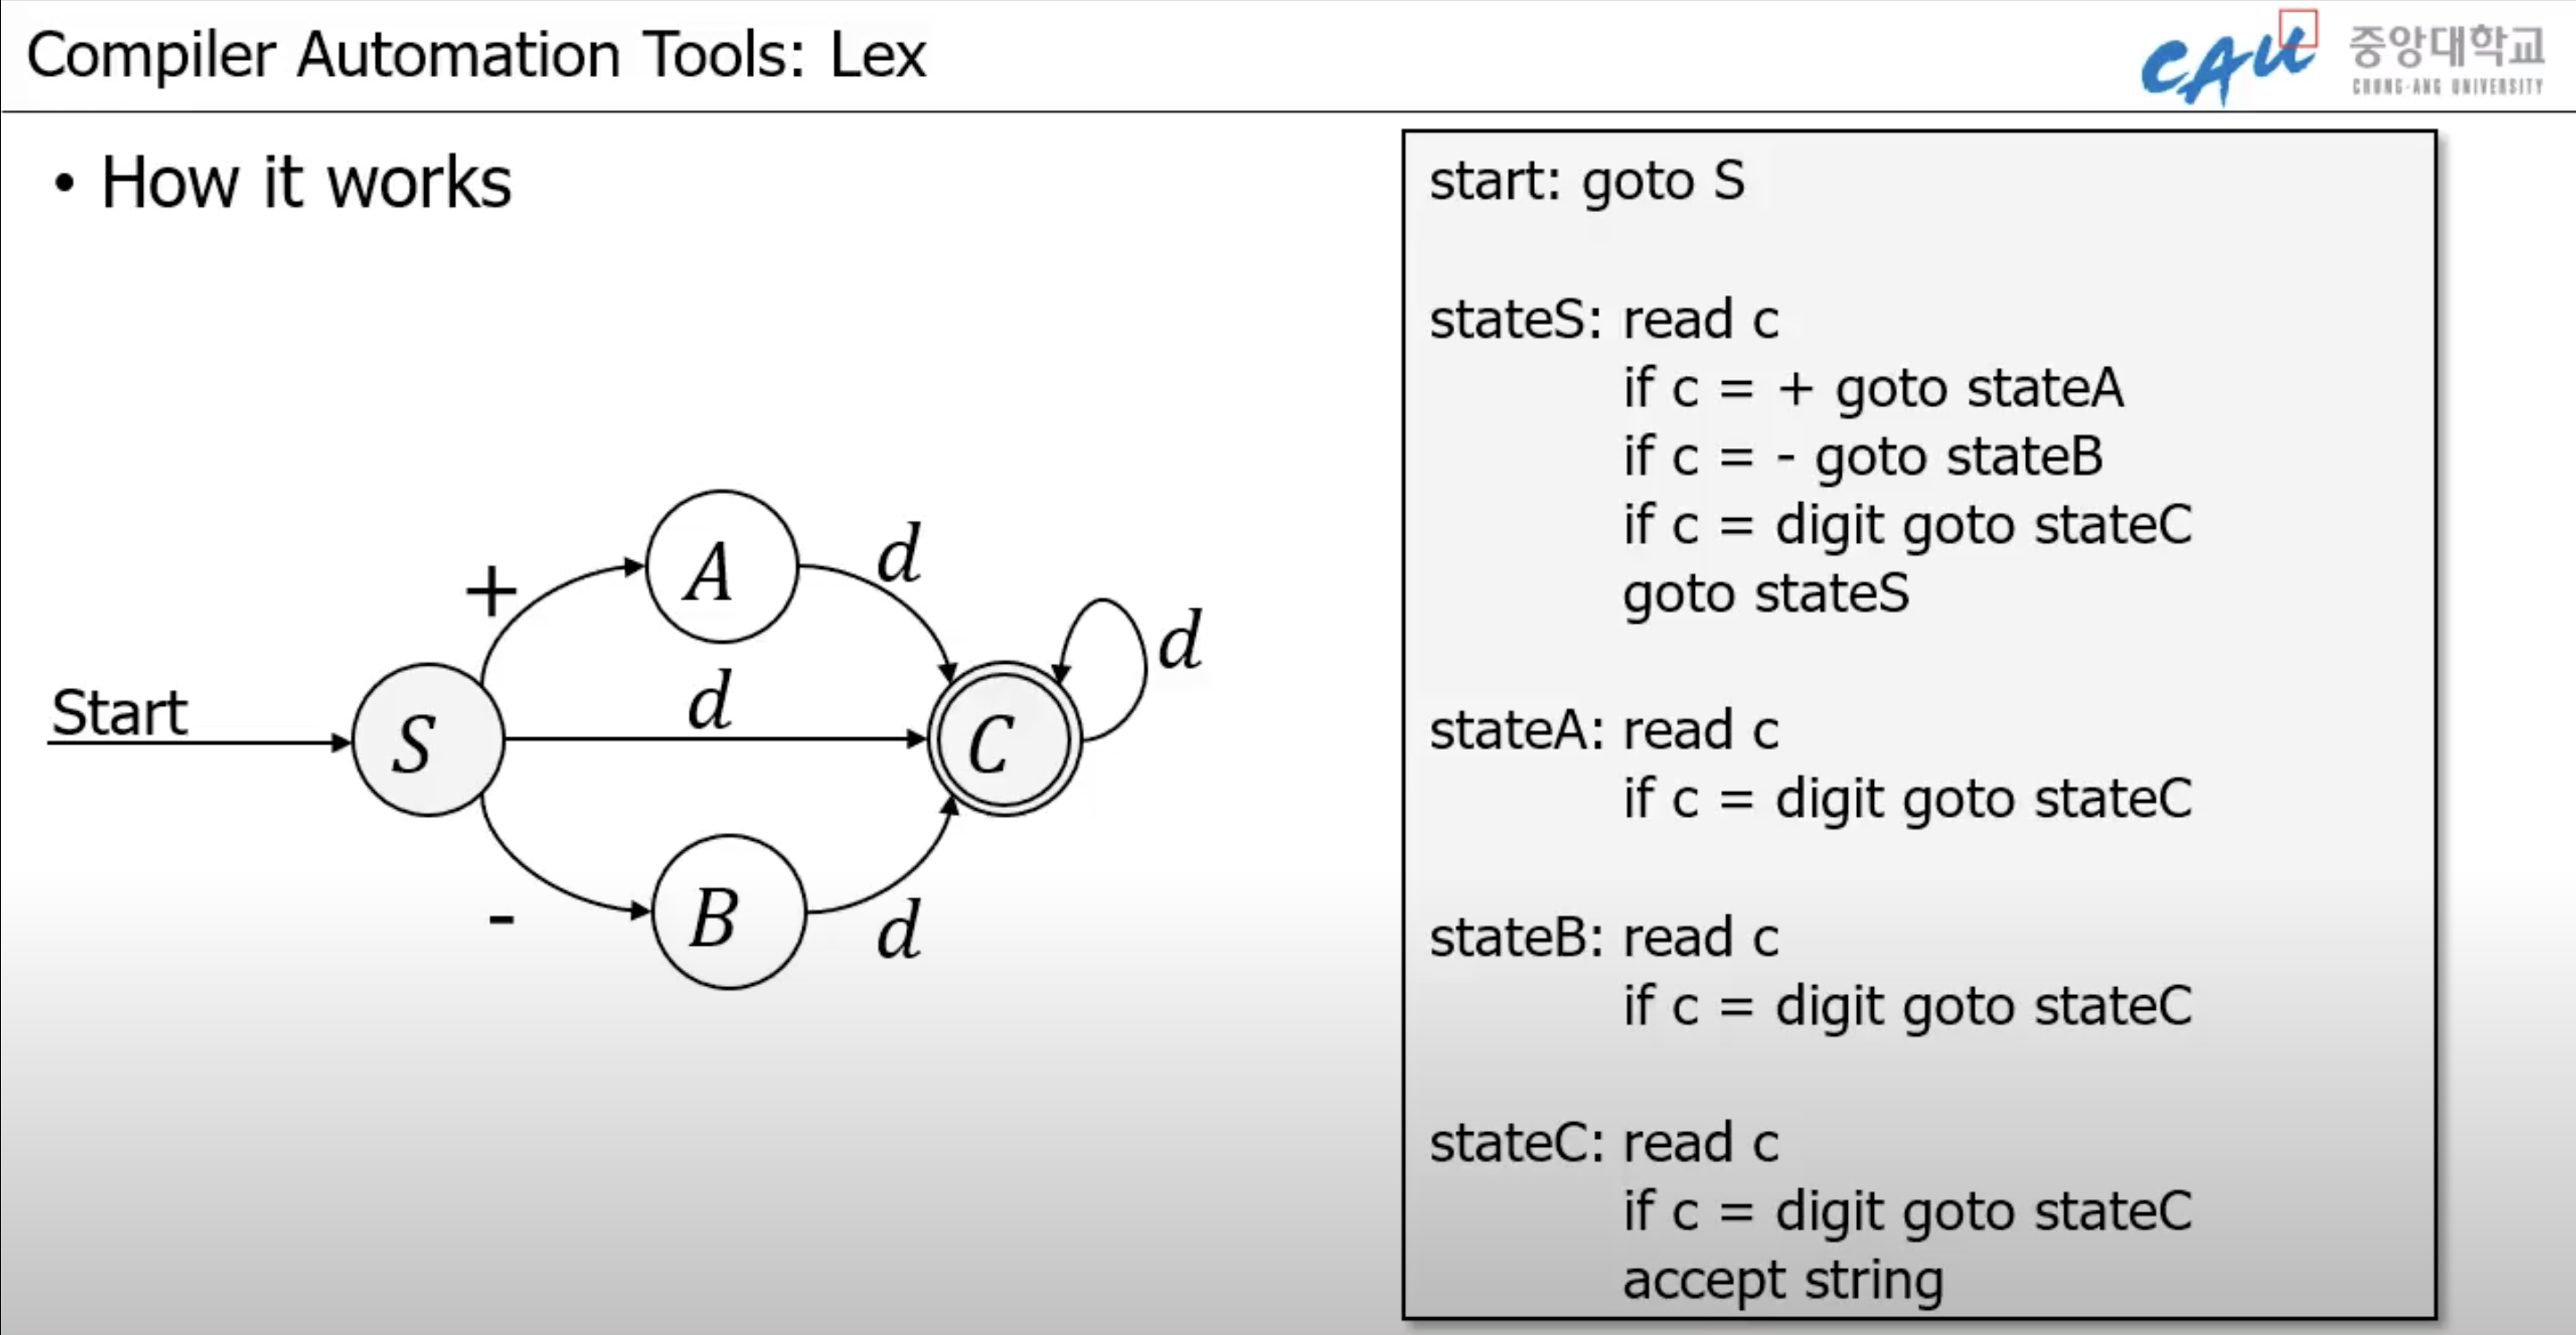 Compiler Automation Tools: Lex
CAU
중앙대학교
CHUNG-ANG UNIVERSITY
• How it works
Start
S
+
A
d
d
d
C
-
B
d
start: goto S
stateS: read c
if c = + goto stateA
if c = - goto stateB
if c = digit goto stateC
goto stateS
stateA: read c
if c = digit goto stateC
stateB: read c
if c = digit goto stateC
stateC: read c
if c = digit goto stateC
accept string